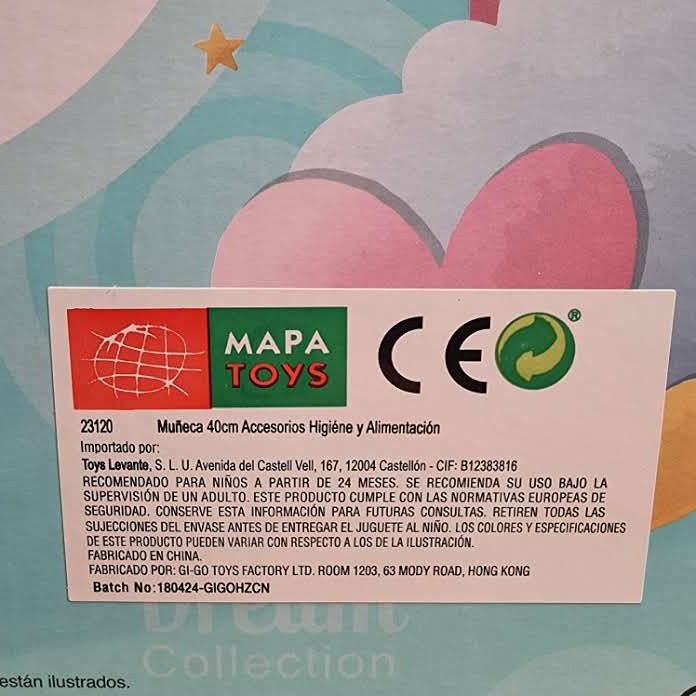 MAPA
TOYS
CE
®
23120 Muñeca 40cm Accesorios Higiéne y Alimentación
Importado por:
Toys Levante, S. L. U. Avenida del Castell Vell, 167, 12004 Castellón - CIF: B12383816
RECOMENDADO PARA NIÑOS A PARTIR DE 24 MESES. SE RECOMIENDA SU USO BAJO LA
SUPERVISIÓN DE UN ADULTO. ESTE PRODUCTO CUMPLE CON LAS NORMATIVAS EUROPEAS DE
SEGURIDAD. CONSERVE ESTA INFORMACIÓN PARA FUTURAS CONSULTAS. RETIREN TODAS LAS
SUJECCIONES DEL ENVASE ANTES DE ENTREGAR EL JUGUETE AL NIÑO. LOS COLORES Y ESPECIFICACIONES
DE ESTE PRODUCTO PUEDEN VARIAR CON RESPECTO A LOS DE LA ILUSTRACIÓN.
FABRICADO EN CHINA.
FABRICADO POR: GI-GO TOYS FACTORY LTD. ROOM 1203, 63 MODY ROAD, HONG KONG
Batch No:180424-GIGOHZCN
Dream
Collection
están ilustrados.